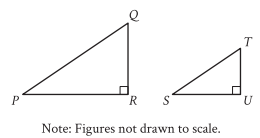 Q
T
P R S U
Note: Figures not drawn to scale.